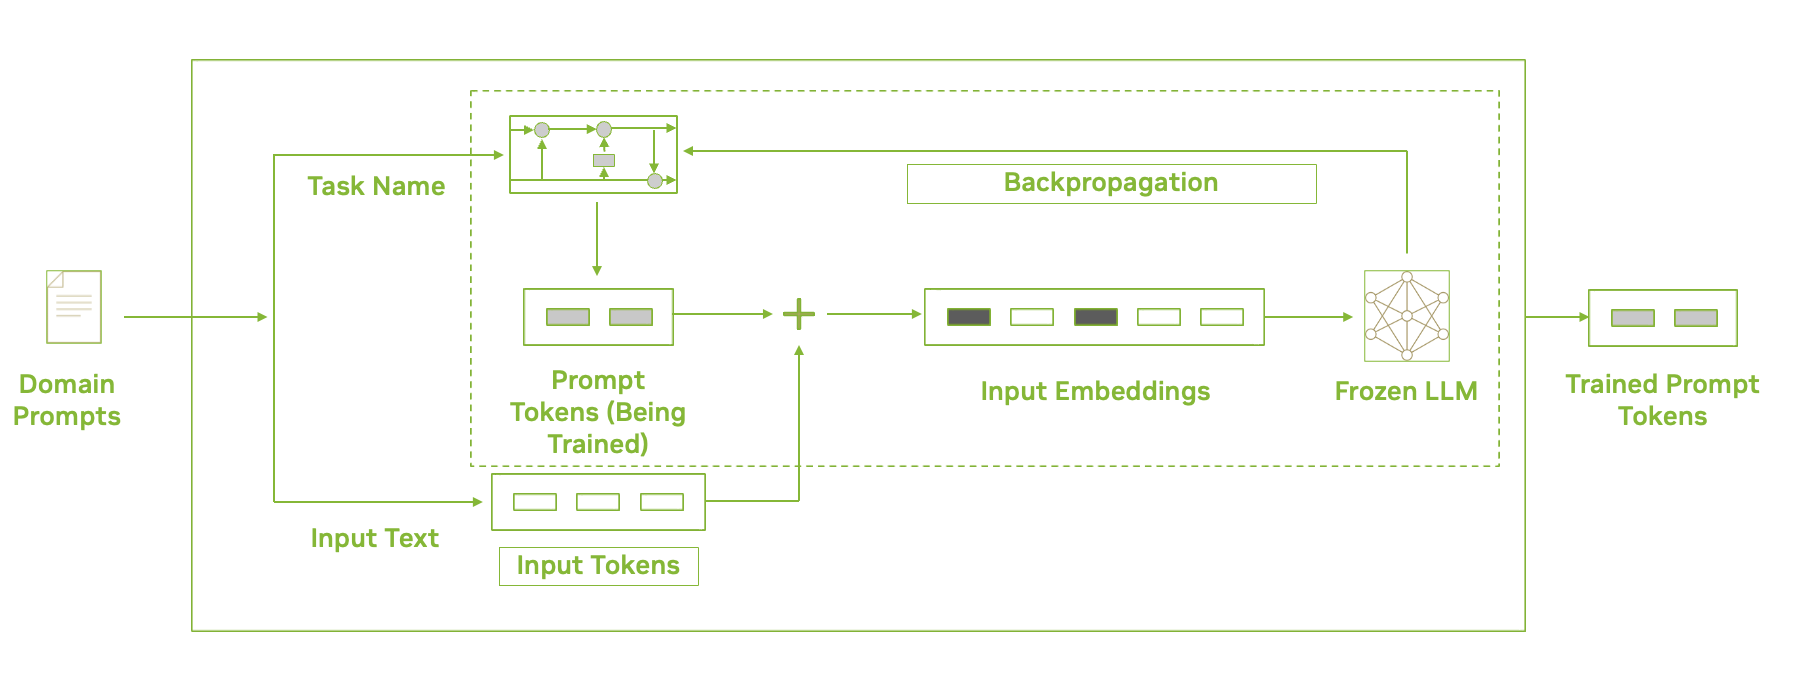 Task Name
Backpropagation
Domain
Prompts
Prompt
Tokens (Being
Trained)
Input Embeddings
Frozen LLM
Trained Prompt
Tokens
Input Text
Input Tokens